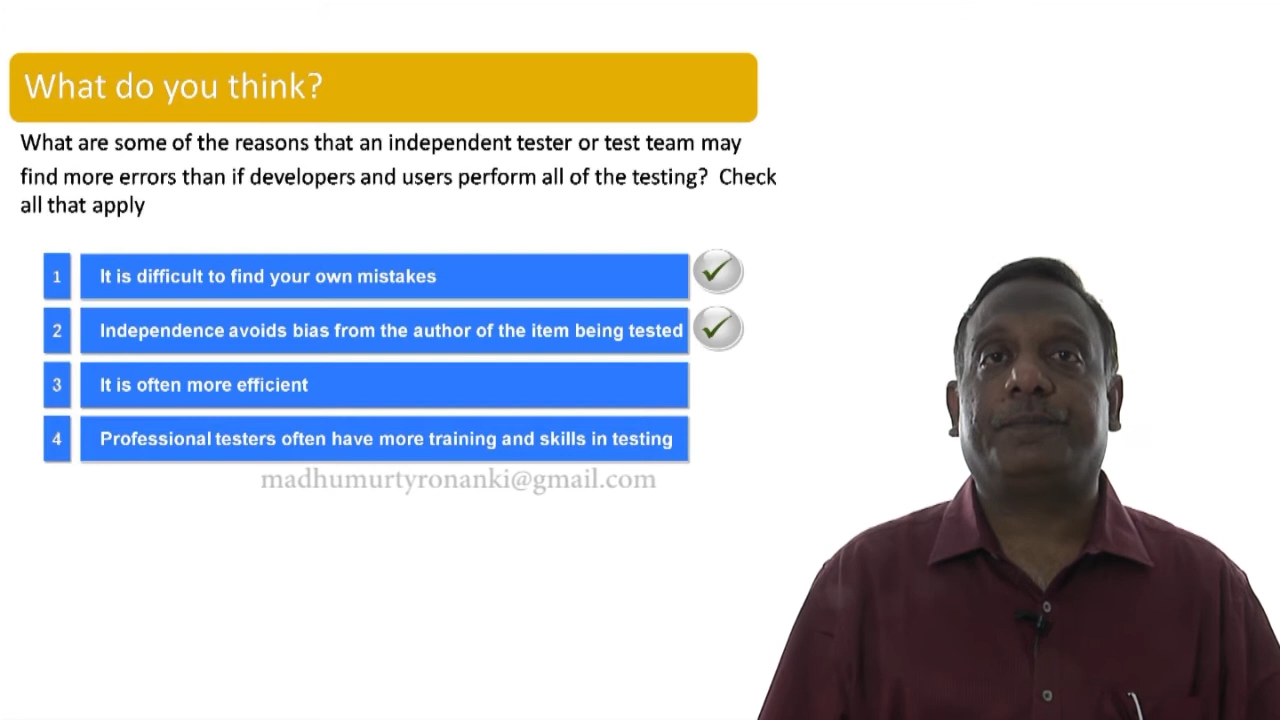 What do you think?
What are some of the reasons that an independent tester or test team may
find more errors than if developers and users perform all of the testing? Check
all that apply
1 It is difficult to find your own mistakes
2 Independence avoids bias from the author of the item being tested
3 It is often more efficient
4 Professional testers often have more training and skills in testing
madhumurtyronanki@gmail.com